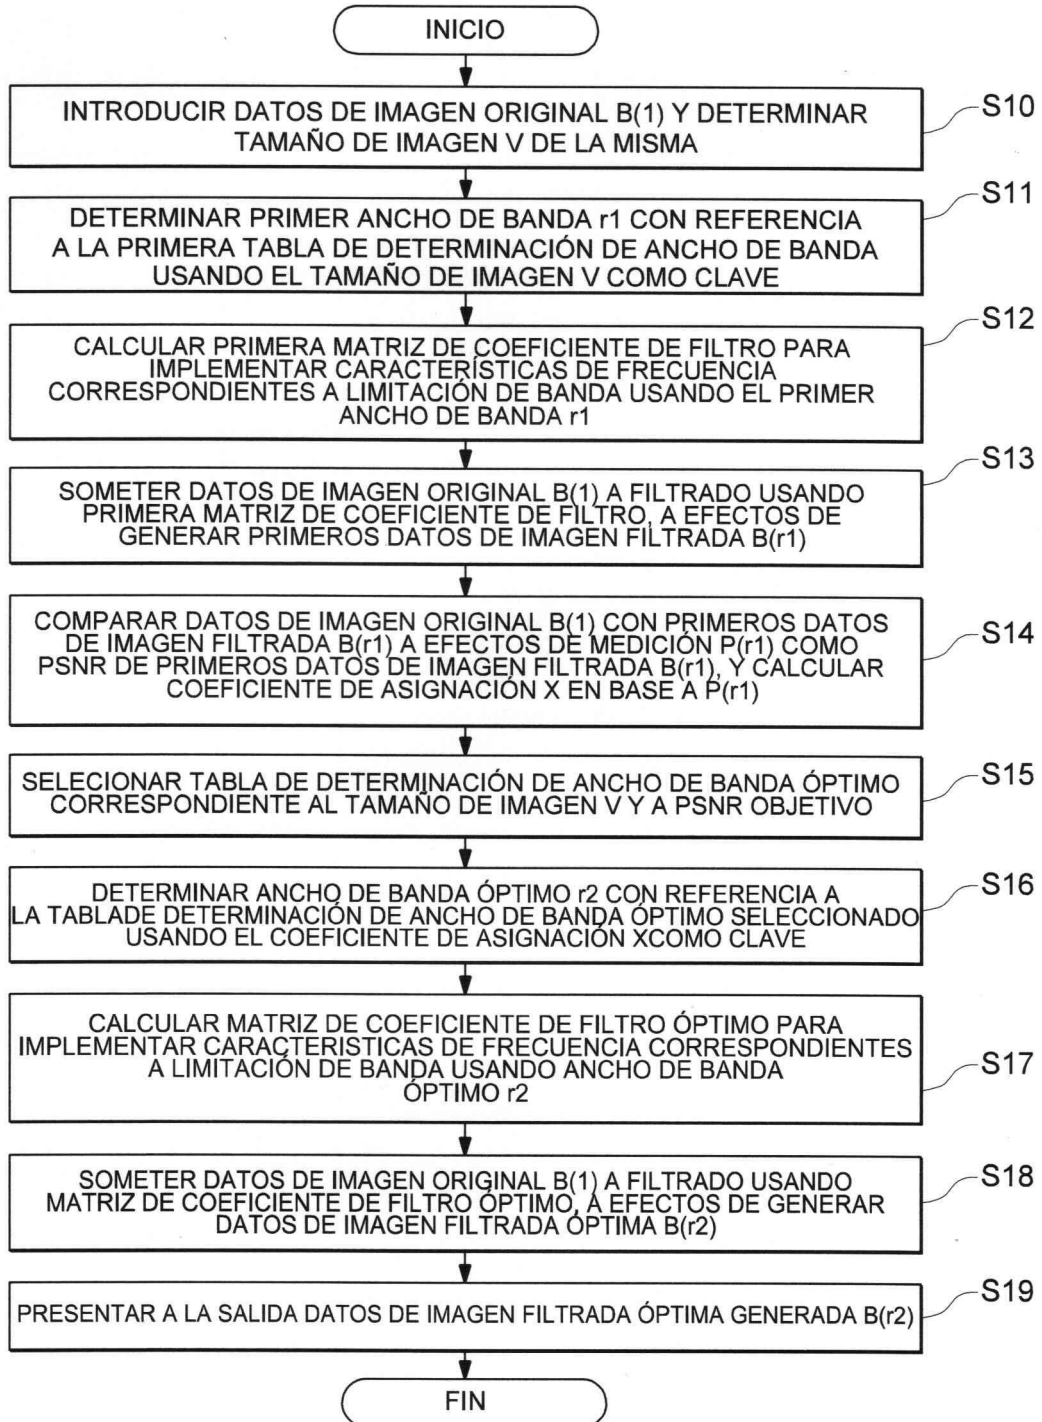 INICIO
INTRODUCIR DATOS DE IMAGEN ORIGINAL B(1) Y DETERMINAR
TAMAÑO DE IMAGEN V DE LA MISMA
S10
DETERMINAR PRIMER ANCHO DE BANDA r1 CON REFERENCIA
A LA PRIMERA TABLA DE DETERMINACIÓN DE ANCHO DE BANDA
USANDO EL TAMAÑO DE IMAGEN V COMO CLAVE
S11
CALCULAR PRIMERA MATRIZ DE COEFICIENTE DE FILTRO PARA
IMPLEMENTAR CARACTERÍSTICAS DE FRECUENCIA
CORRESPONDIENTES A LIMITACIÓN DE BANDA USANDO EL PRIMER
ANCHO DE BANDA r1
S12
SOMETER DATOS DE IMAGEN ORIGINAL B(1) A FILTRADO USANDO
PRIMERA MATRIZ DE COEFICIENTE DE FILTRO, A EFECTOS DE
GENERAR PRIMEROS DATOS DE IMAGEN FILTRADA B(r1)
S13
COMPARAR DATOS DE IMAGEN ORIGINAL B(1) CON PRIMEROS DATOS
DE IMAGEN FILTRADA B(r1) A EFECTOS DE MEDICIÓN P(r1) COMO
PSNR DE PRIMEROS DATOS DE IMAGEN FILTRADA B(r1), Y CALCULAR
COEFICIENTE DE ASIGNACIÓN X EN BASE A P(r1)
S14
SELECIONAR TABLA DE DETERMINACIÓN DE ANCHO DE BANDA ÓPTIMO
CORRESPONDIENTE AL TAMAÑO DE IMAGEN V Y A PSNR OBJETIVO
S15
DETERMINAR ANCHO DE BANDA ÓPTIMO r2 CON REFERENCIA A
LA TABLADE DETERMINACIÓN DE ANCHO DE BANDA ÓPTIMO SELECCIONADO
USANDO EL COEFICIENTE DE ASIGNACIÓN XCOMO CLAVE
S16
CALCULAR MATRIZ DE COEFICIENTE DE FILTRO ÓPTIMO PARA
IMPLEMENTAR CARACTERISTICAS DE FRECUENCIA CORRESPONDIENTES
A LIMITACIÓN DE BANDA USANDO ANCHO DE BANDA
ÓPTIMO r2
S17
SOMETER DATOS DE IMAGEN ORIGINAL B(1) A FILTRADO USANDO
MATRIZ DE COEFICIENTE DE FILTRO ÓPTIMO, A EFECTOS DE GENERAR
DATOS DE IMAGEN FILTRADA ÓPTIMA B(r2)
S18
PRESENTAR A LA SALIDA DATOS DE IMAGEN FILTRADA ÓPTIMA GENERADA B(r2)
S19
FIN